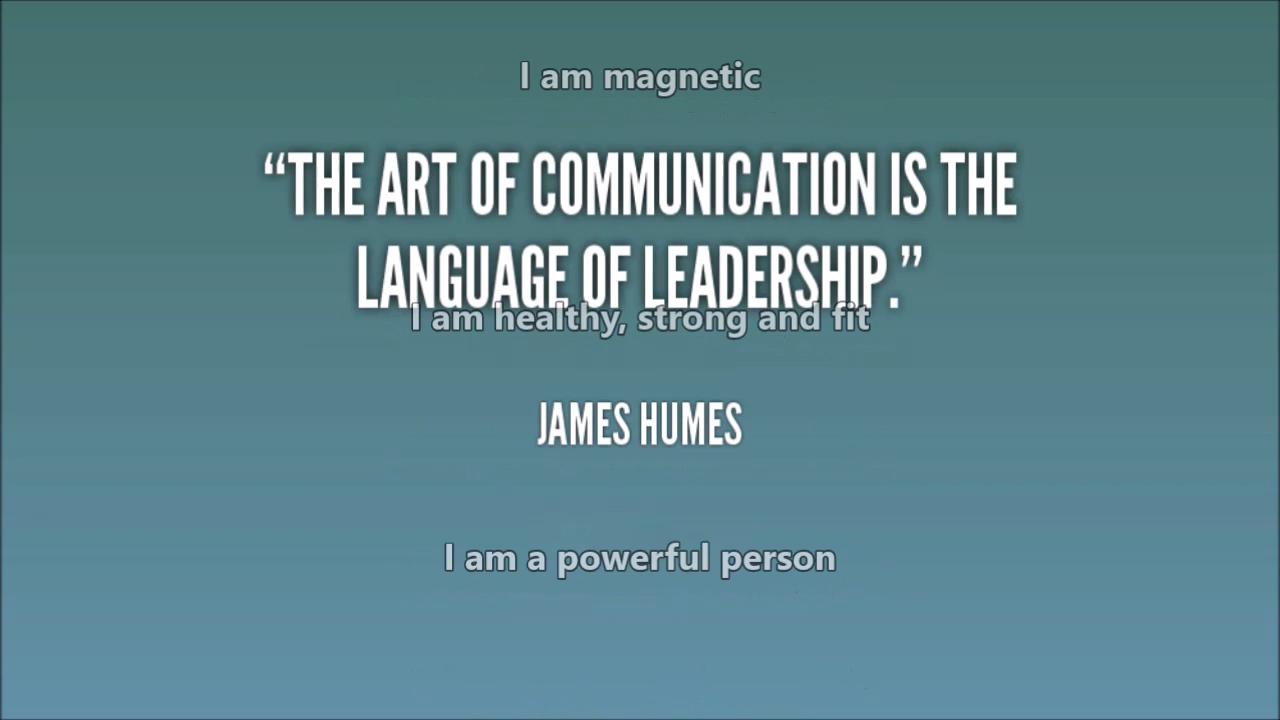 I am magnetic
“THE ART OF COMMUNICATION IS THE
LANGUAGE OF LEADERSHIP.”
I am healthy, strong and fit
JAMES HUMES
I am a powerful person